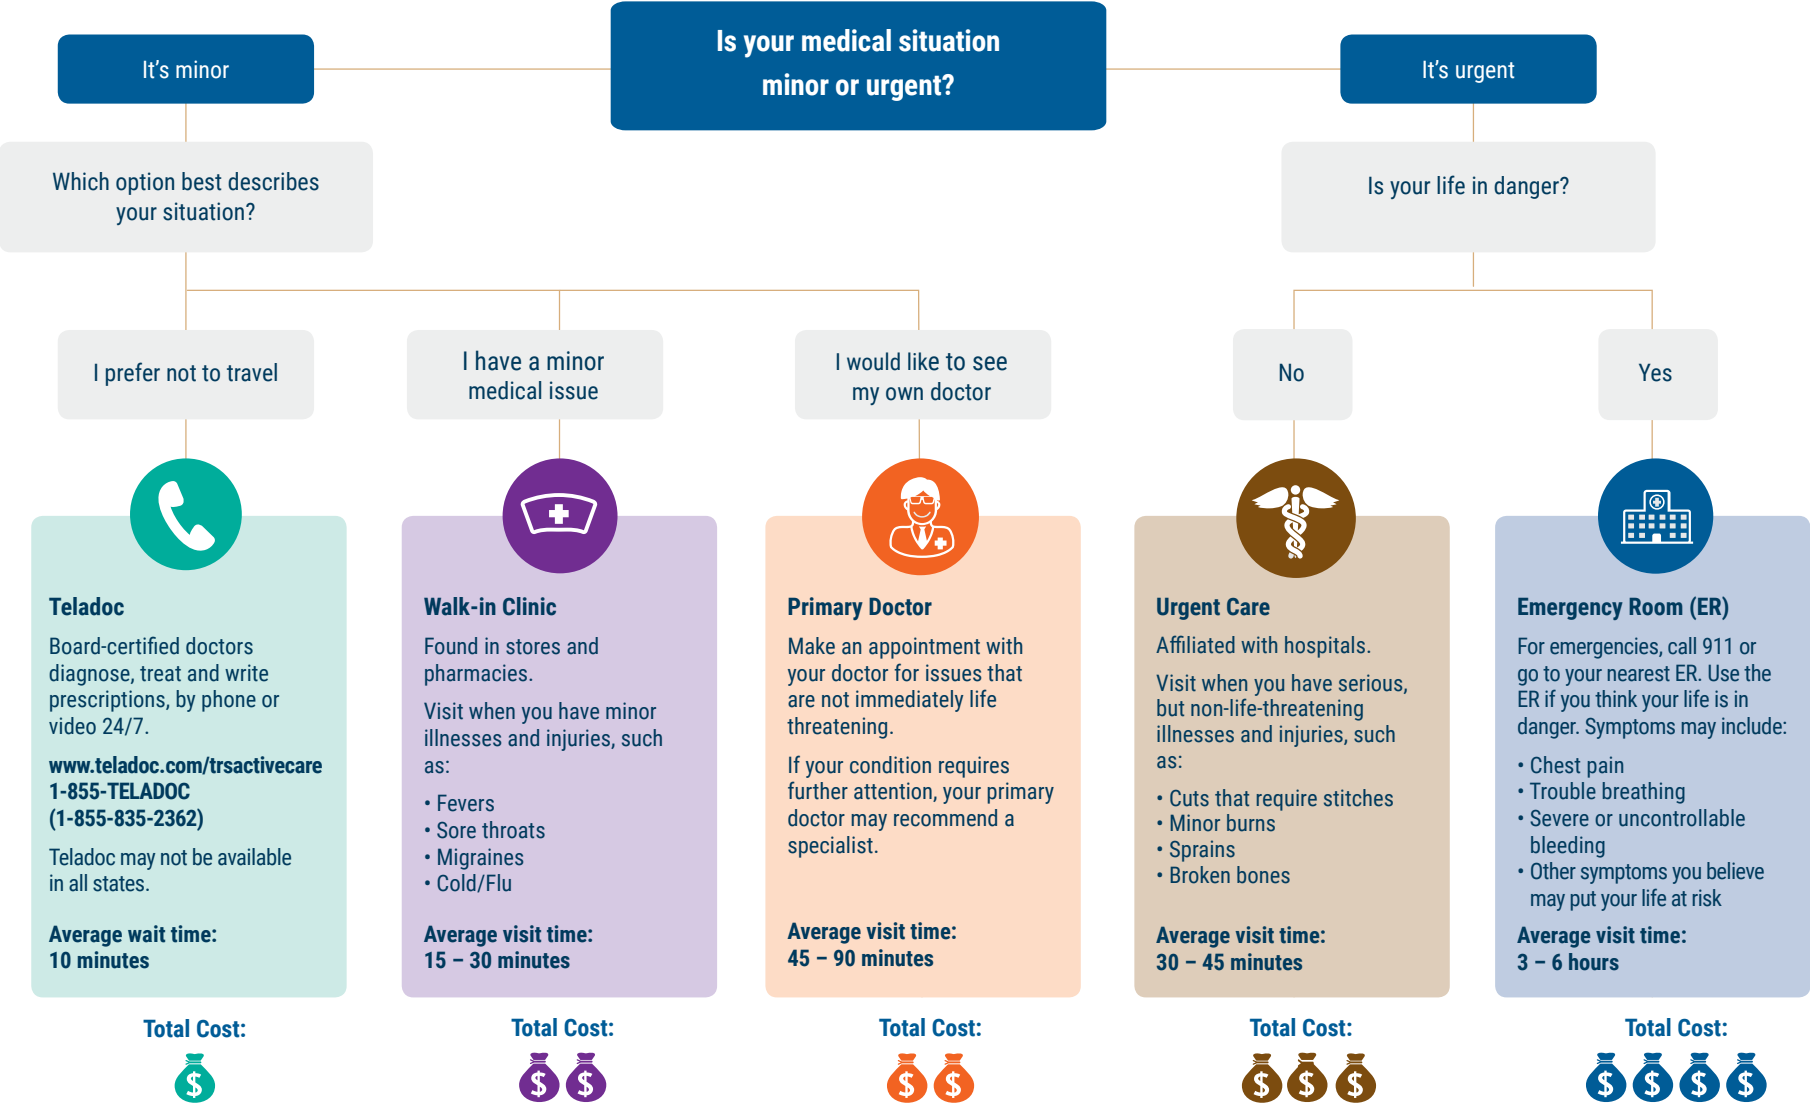 Is your medical situation
minor or urgent?
It's minor
It's urgent
Which option best describes
your situation?
Is your life in danger?
I prefer not to travel
I have a minor
medical issue
I would like to see
my own doctor
No
Yes
Teladoc
Board-certified doctors
diagnose, treat and write
prescriptions, by phone or
video 24/7.
www.teladoc.com/trsactivecare
1-855-TELADOC
(1-855-835-2362)
Teladoc may not be available
in all states.
Average wait time:
10 minutes
Total Cost:
$
Walk-in Clinic
Found in stores and
pharmacies.
Visit when you have minor
illnesses and injuries, such
as:
• Fevers
• Sore throats
• Migraines
• Cold/Flu
Average visit time:
15 – 30 minutes
Total Cost:
$ $
Primary Doctor
Make an appointment with
your doctor for issues that
are not immediately life
threatening.
If your condition requires
further attention, your primary
doctor may recommend a
specialist.
Average visit time:
45 – 90 minutes
Total Cost:
$ $
Urgent Care
Affiliated with hospitals.
Visit when you have serious,
but non-life-threatening
illnesses and injuries, such
as:
• Cuts that require stitches
• Minor burns
• Sprains
• Broken bones
Average visit time:
30 – 45 minutes
Total Cost:
$ $ $
Emergency Room (ER)
For emergencies, call 911 or
go to your nearest ER. Use the
ER if you think your life is in
danger. Symptoms may include:
• Chest pain
• Trouble breathing
• Severe or uncontrollable
bleeding
• Other symptoms you believe
may put your life at risk
Average visit time:
3 – 6 hours
Total Cost:
$ $ $ $